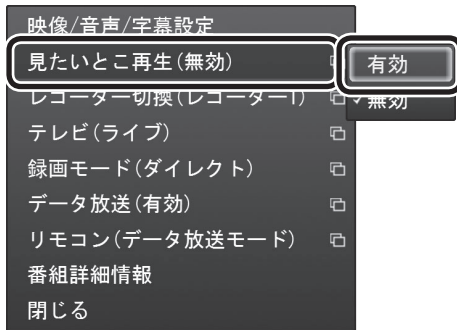 映像/音声/字幕設定
見たいとこ再生(無効)
有効
レコーダー切換(レコーダー1)
✓無効
テレビ(ライブ)
録画モード(ダイレクト)
データ放送(有効)
リモコン(データ放送モード)
番組詳細情報
閉じる